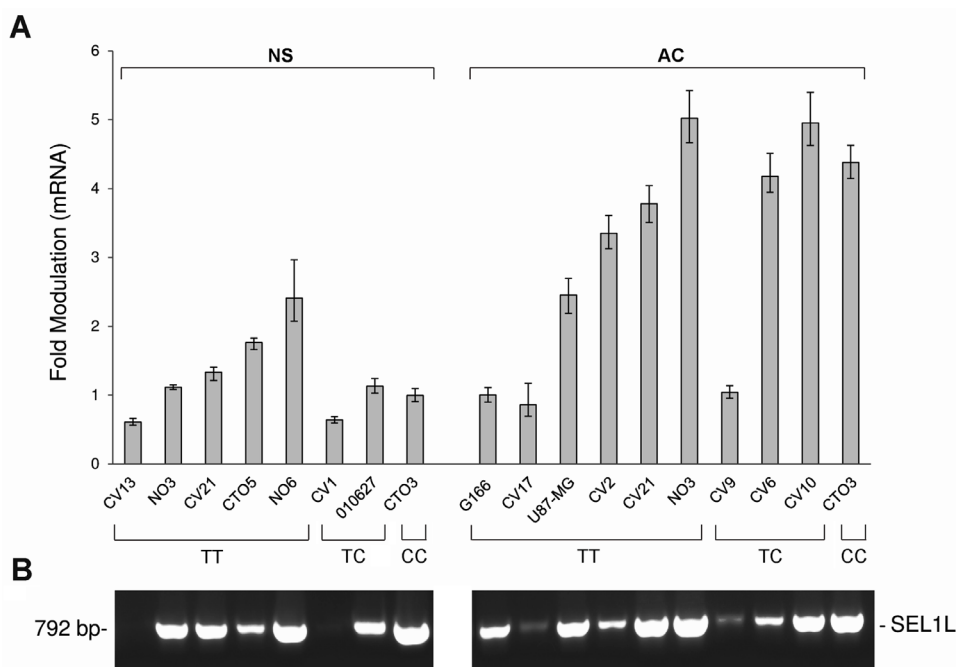 A
NS
AC
Fold Modulation (mRNA)
6
5
4
3
2
1
0
CV13 NO3 CV21 CTO5 NO6 CV1 010627 CTO3 G166 CV17 U87-MG CV2 CV21 NO3 CV9 CV6 CV10 CTO3
TT TC CC TT TC CC
B
792 bp- - SEL1L